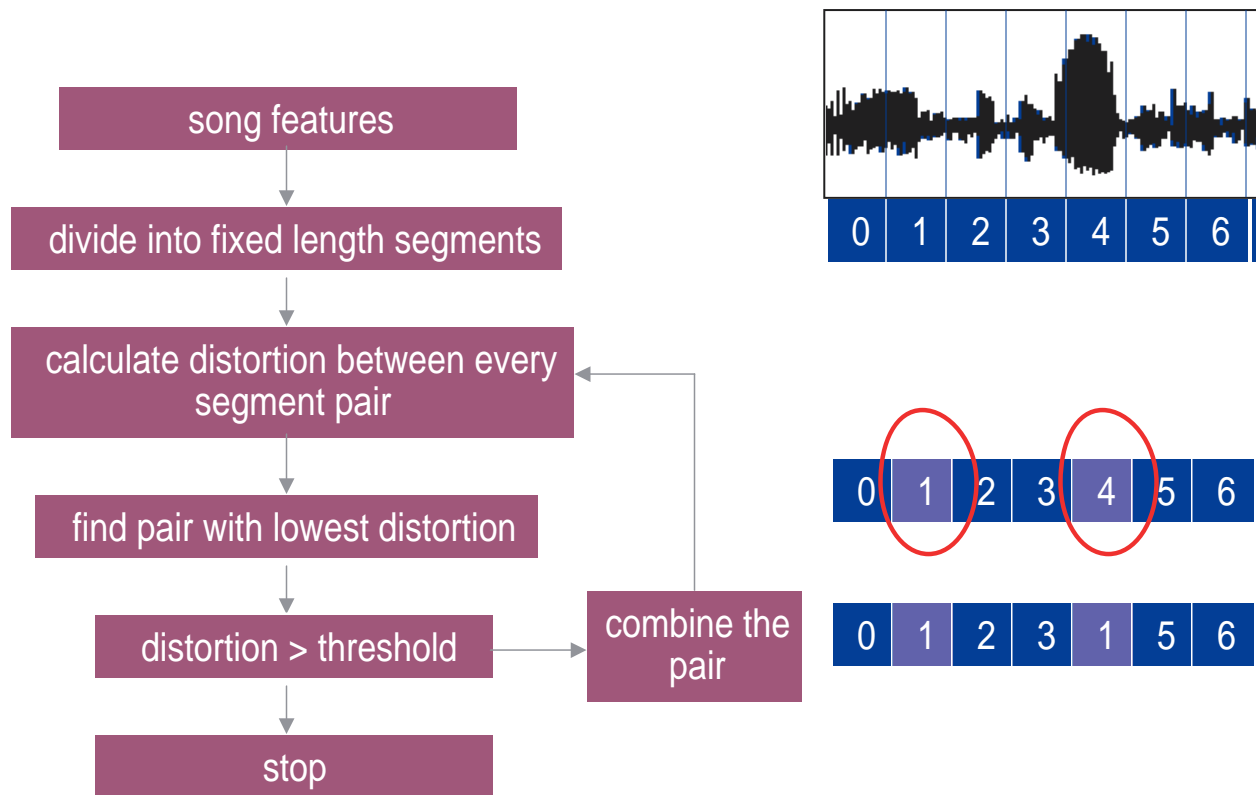 song features
divide into fixed length segments
calculate distortion between every
segment pair
find pair with lowest distortion
distortion > threshold
combine the
pair
stop
0 1 2 3 4 5 6
0 1 2 3 4 5 6
0 1 2 3 1 5 6